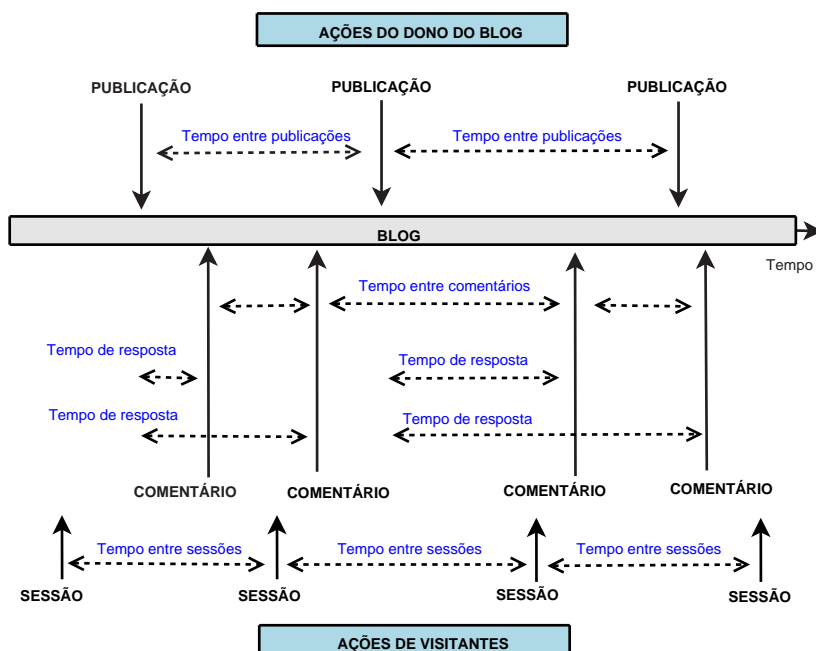 AÇÕES DO DONO DO BLOG
PUBLICAÇÃO
PUBLICAÇÃO
PUBLICAÇÃO
Tempo entre publicações
Tempo entre publicações
BLOG
Tempo
Tempo entre comentários
Tempo de resposta
Tempo de resposta
Tempo de resposta
Tempo de resposta
COMENTÁRIO
COMENTÁRIO
COMENTÁRIO
COMENTÁRIO
Tempo entre sessões
Tempo entre sessões
Tempo entre sessões
SESSÃO
SESSÃO
SESSÃO
SESSÃO
AÇÕES DE VISITANTES